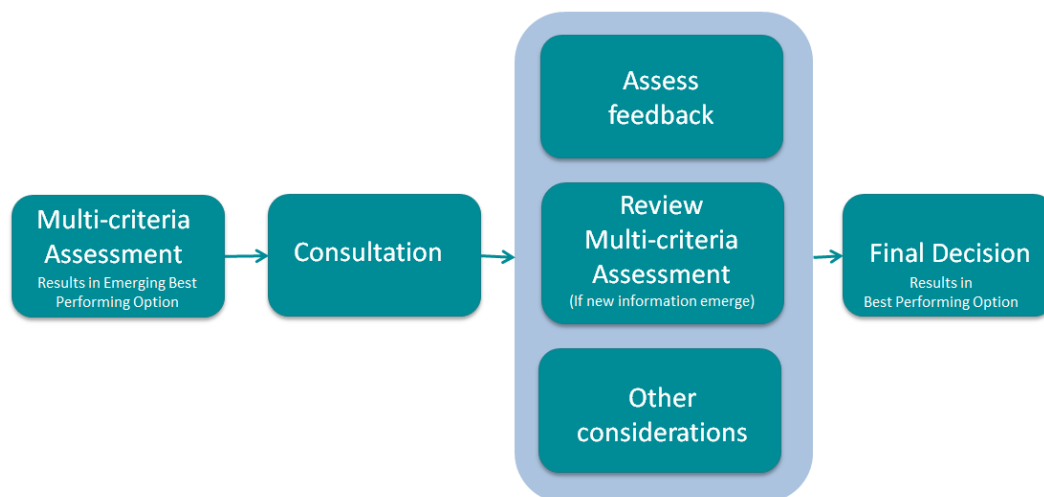 Multi-criteria
Assessment
Results in Emerging Best
Performing Option
Consultation
Assess
feedback
Review
Multi-criteria
Assessment
(If new information emerge)
Other
considerations
Final Decision
Results in
Best Performing Option